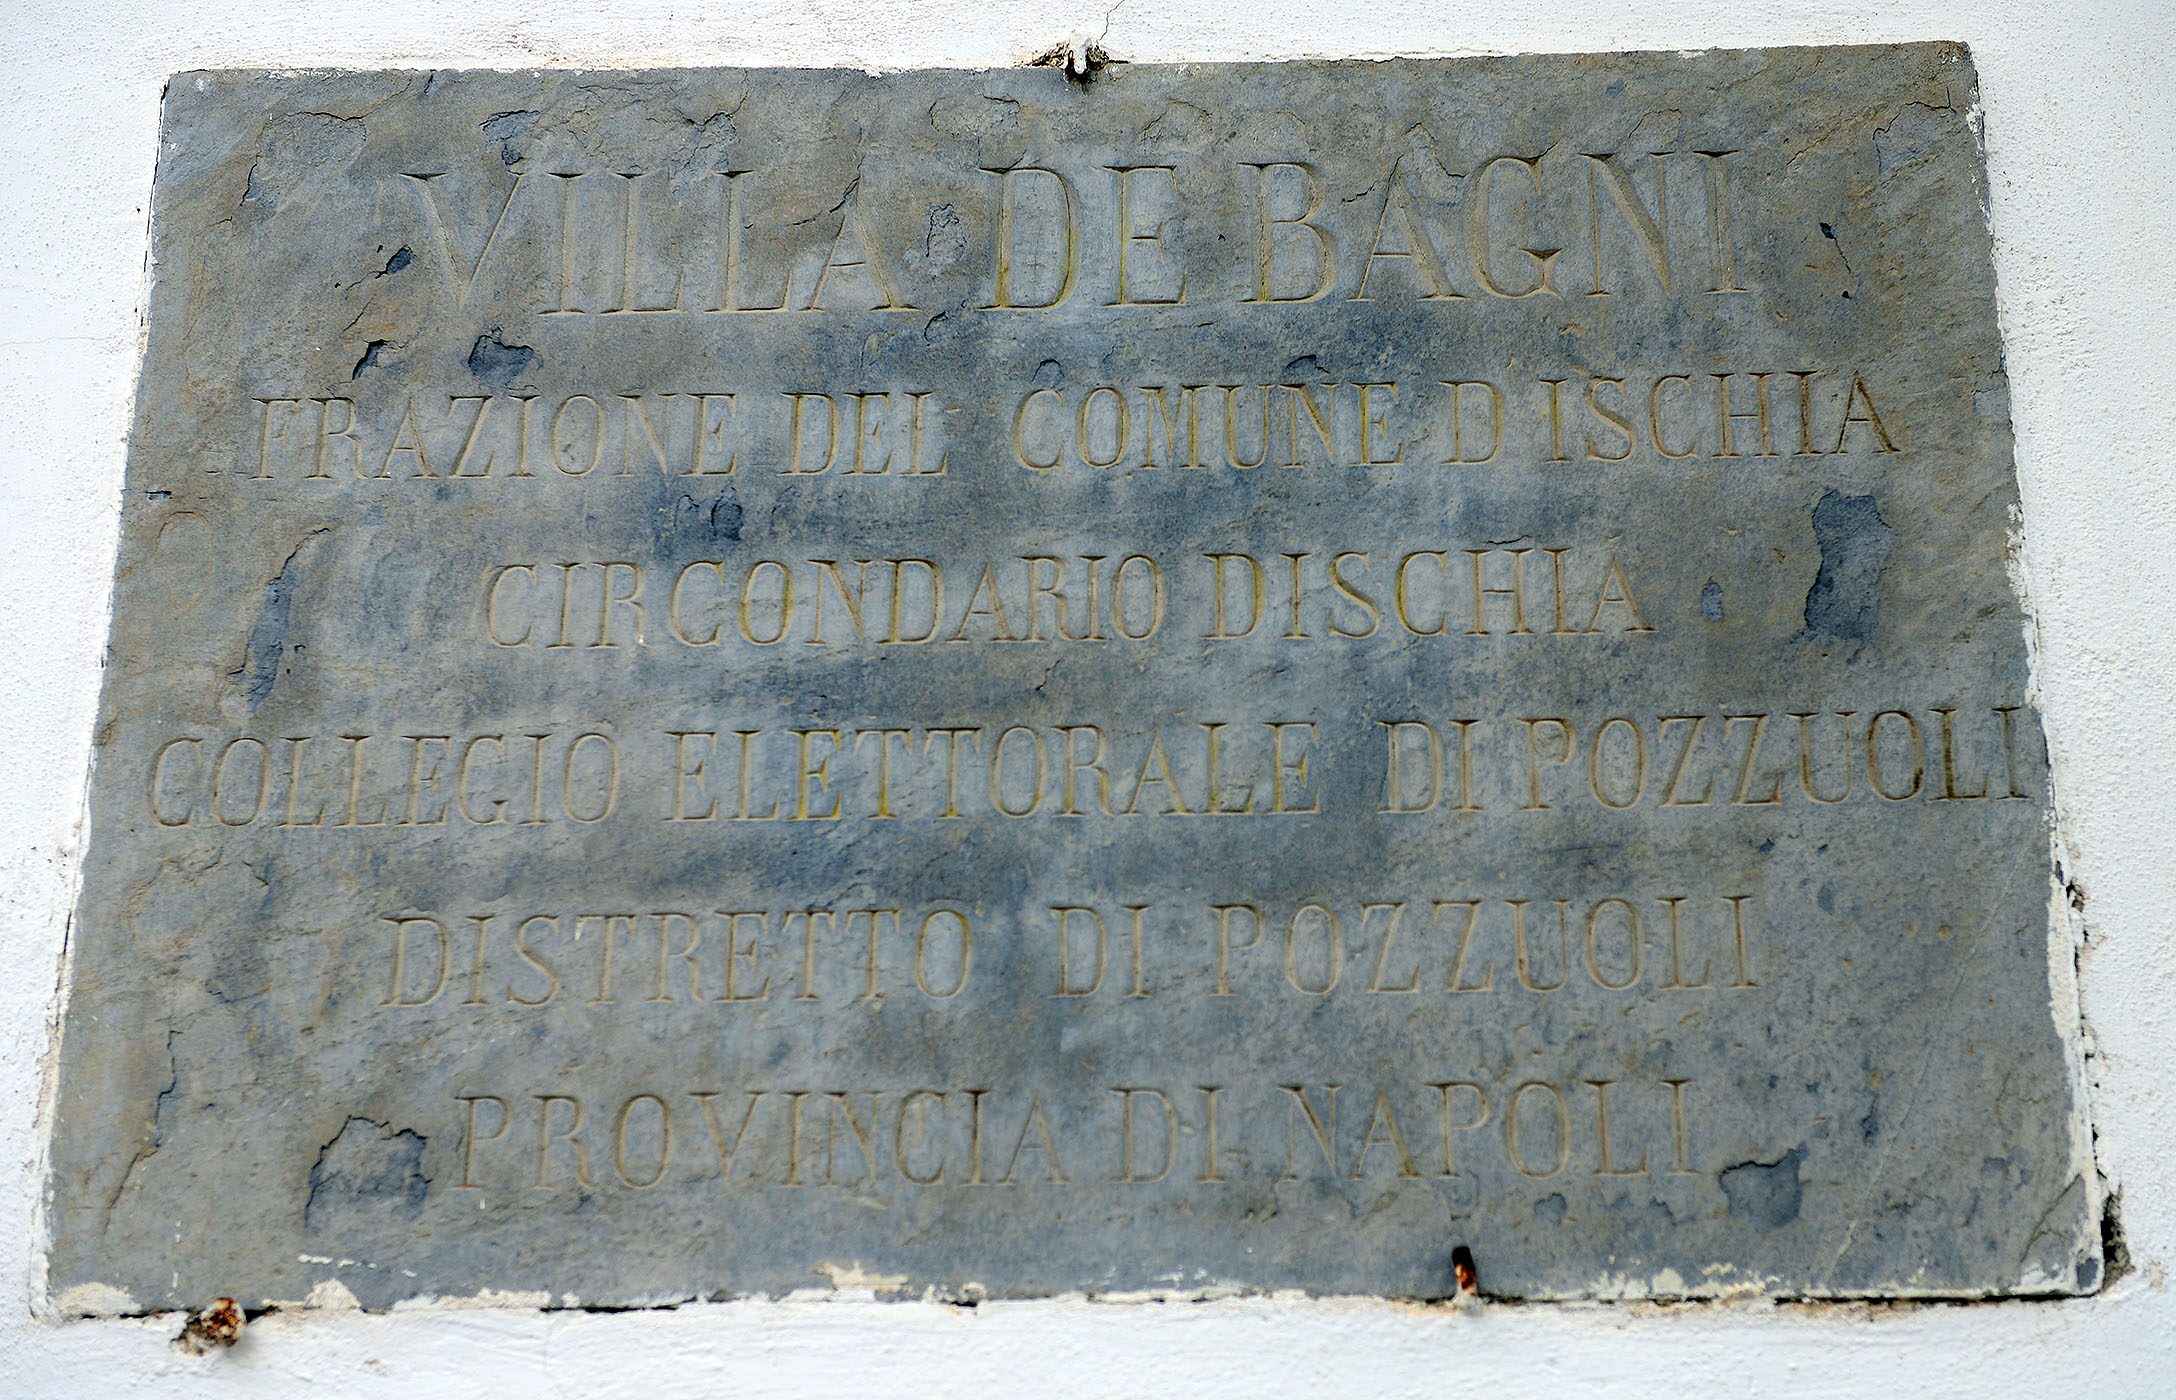 VILLA DE BAGNI
FRAZIONE DEL COMUNE D ISCHIA
CIRCONDARIO DISCHIA
COLLEGIO ELETTORALE DI POZZUOLI
DISTRETTO DI POZZUOLI
PROVINCIA DI NAPOLI